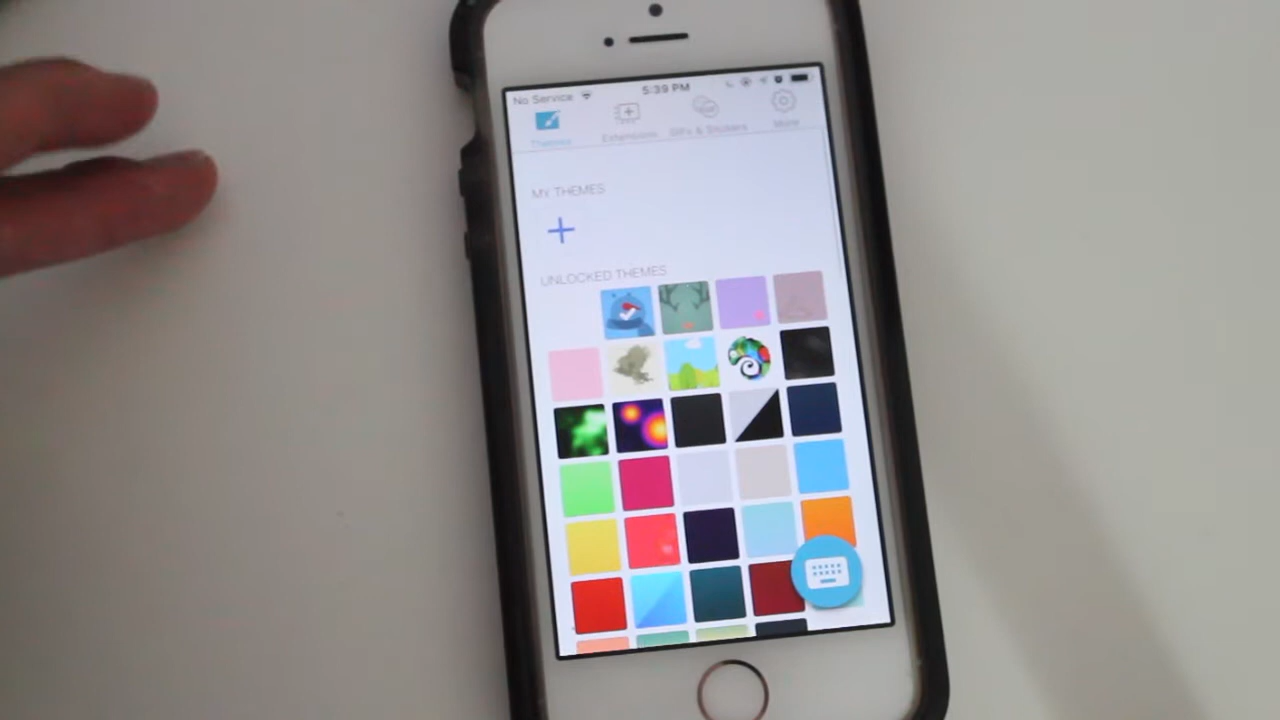 No Service 5:39 PM
Themes Extensions GIFs & Stickers More
MY THEMES
UNLOCKED THEMES